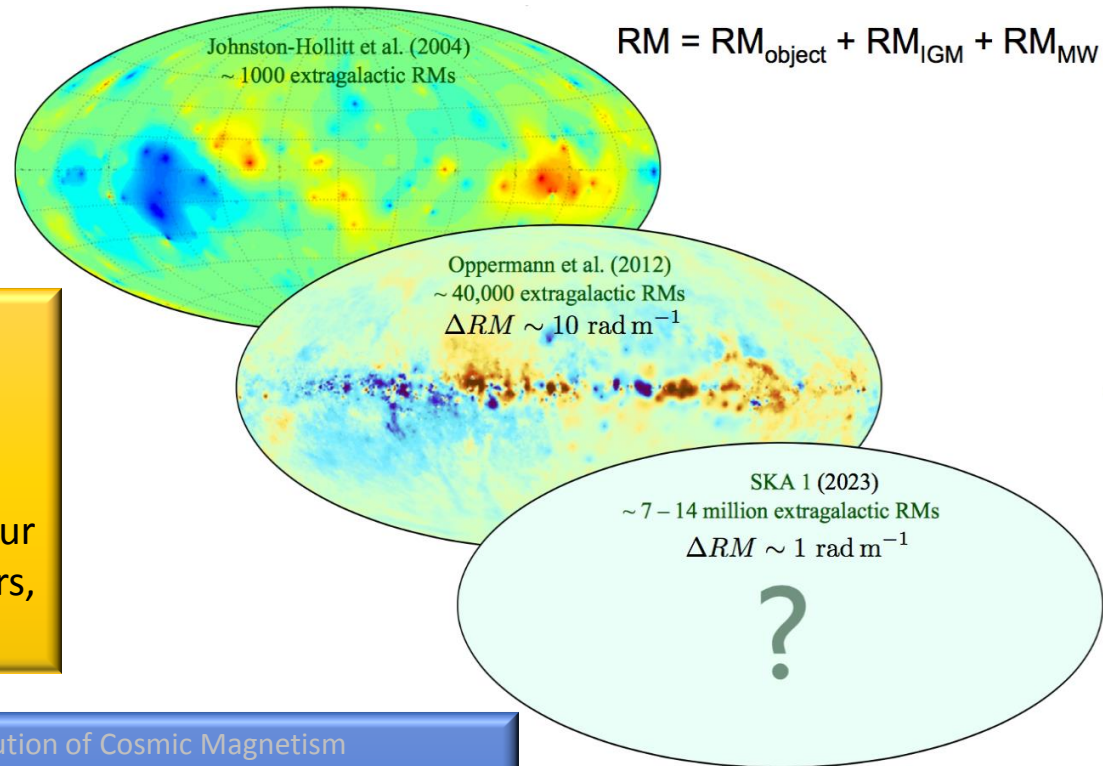 RM = RM_object + RM_IGM + RM_MW
Johnston-Hollitt et al. (2004)
~ 1000 extragalactic RMs
Oppermann et al. (2012)
~ 40,000 extragalactic RMs
ΔRM ∼ 10 rad m⁻¹
SKA 1 (2023)
~ 7 – 14 million extragalactic RMs
ΔRM ∼ 1 rad m⁻¹
?
ur
rs,
ution of Cosmic Magnetism